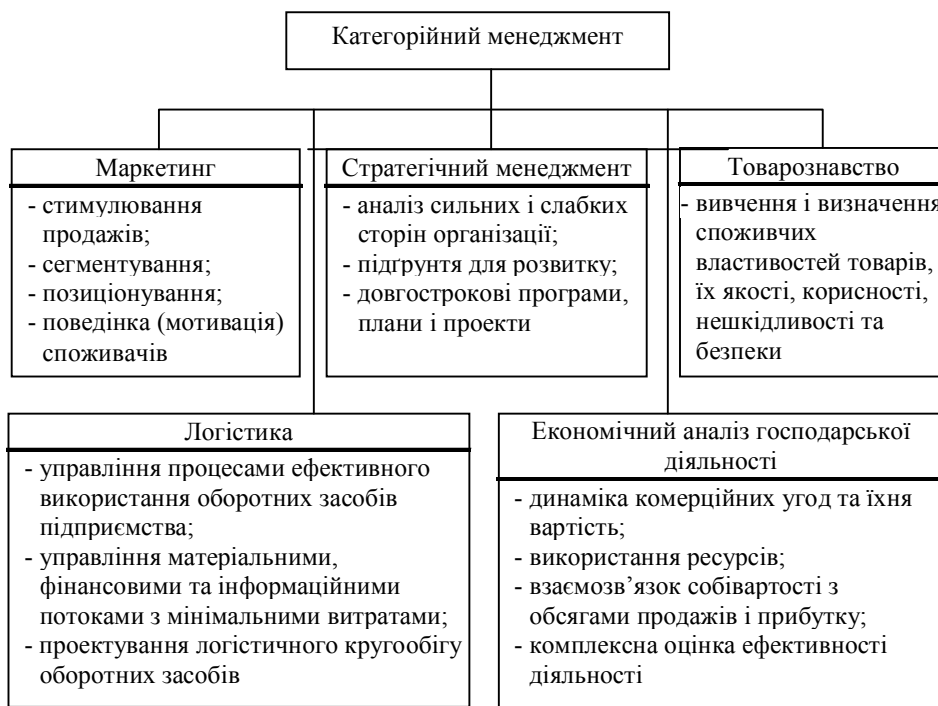 Категорійний менеджмент
Маркетинг
- стимулювання
продажів;
- сегментування;
- позиціонування;
- поведінка (мотивація)
споживачів
Стратегічний менеджмент
- аналіз сильних і слабких
сторін організації;
- підґрунтя для розвитку;
- довгострокові програми,
плани і проекти
Товарознавство
- вивчення і визначення
споживчих
властивостей товарів,
їх якості, корисності,
нешкідливості та
безпеки
Логістика
- управління процесами ефективного
використання оборотних засобів
підприємства;
- управління матеріальними,
фінансовими та інформаційними
потоками з мінімальними витратами;
- проектування логістичного кругообігу
оборотних засобів
Економічний аналіз господарської
діяльності
- динаміка комерційних угод та їхня
вартість;
- використання ресурсів;
- взаємозв’язок собівартості з
обсягами продажів і прибутку;
- комплексна оцінка ефективності
діяльності